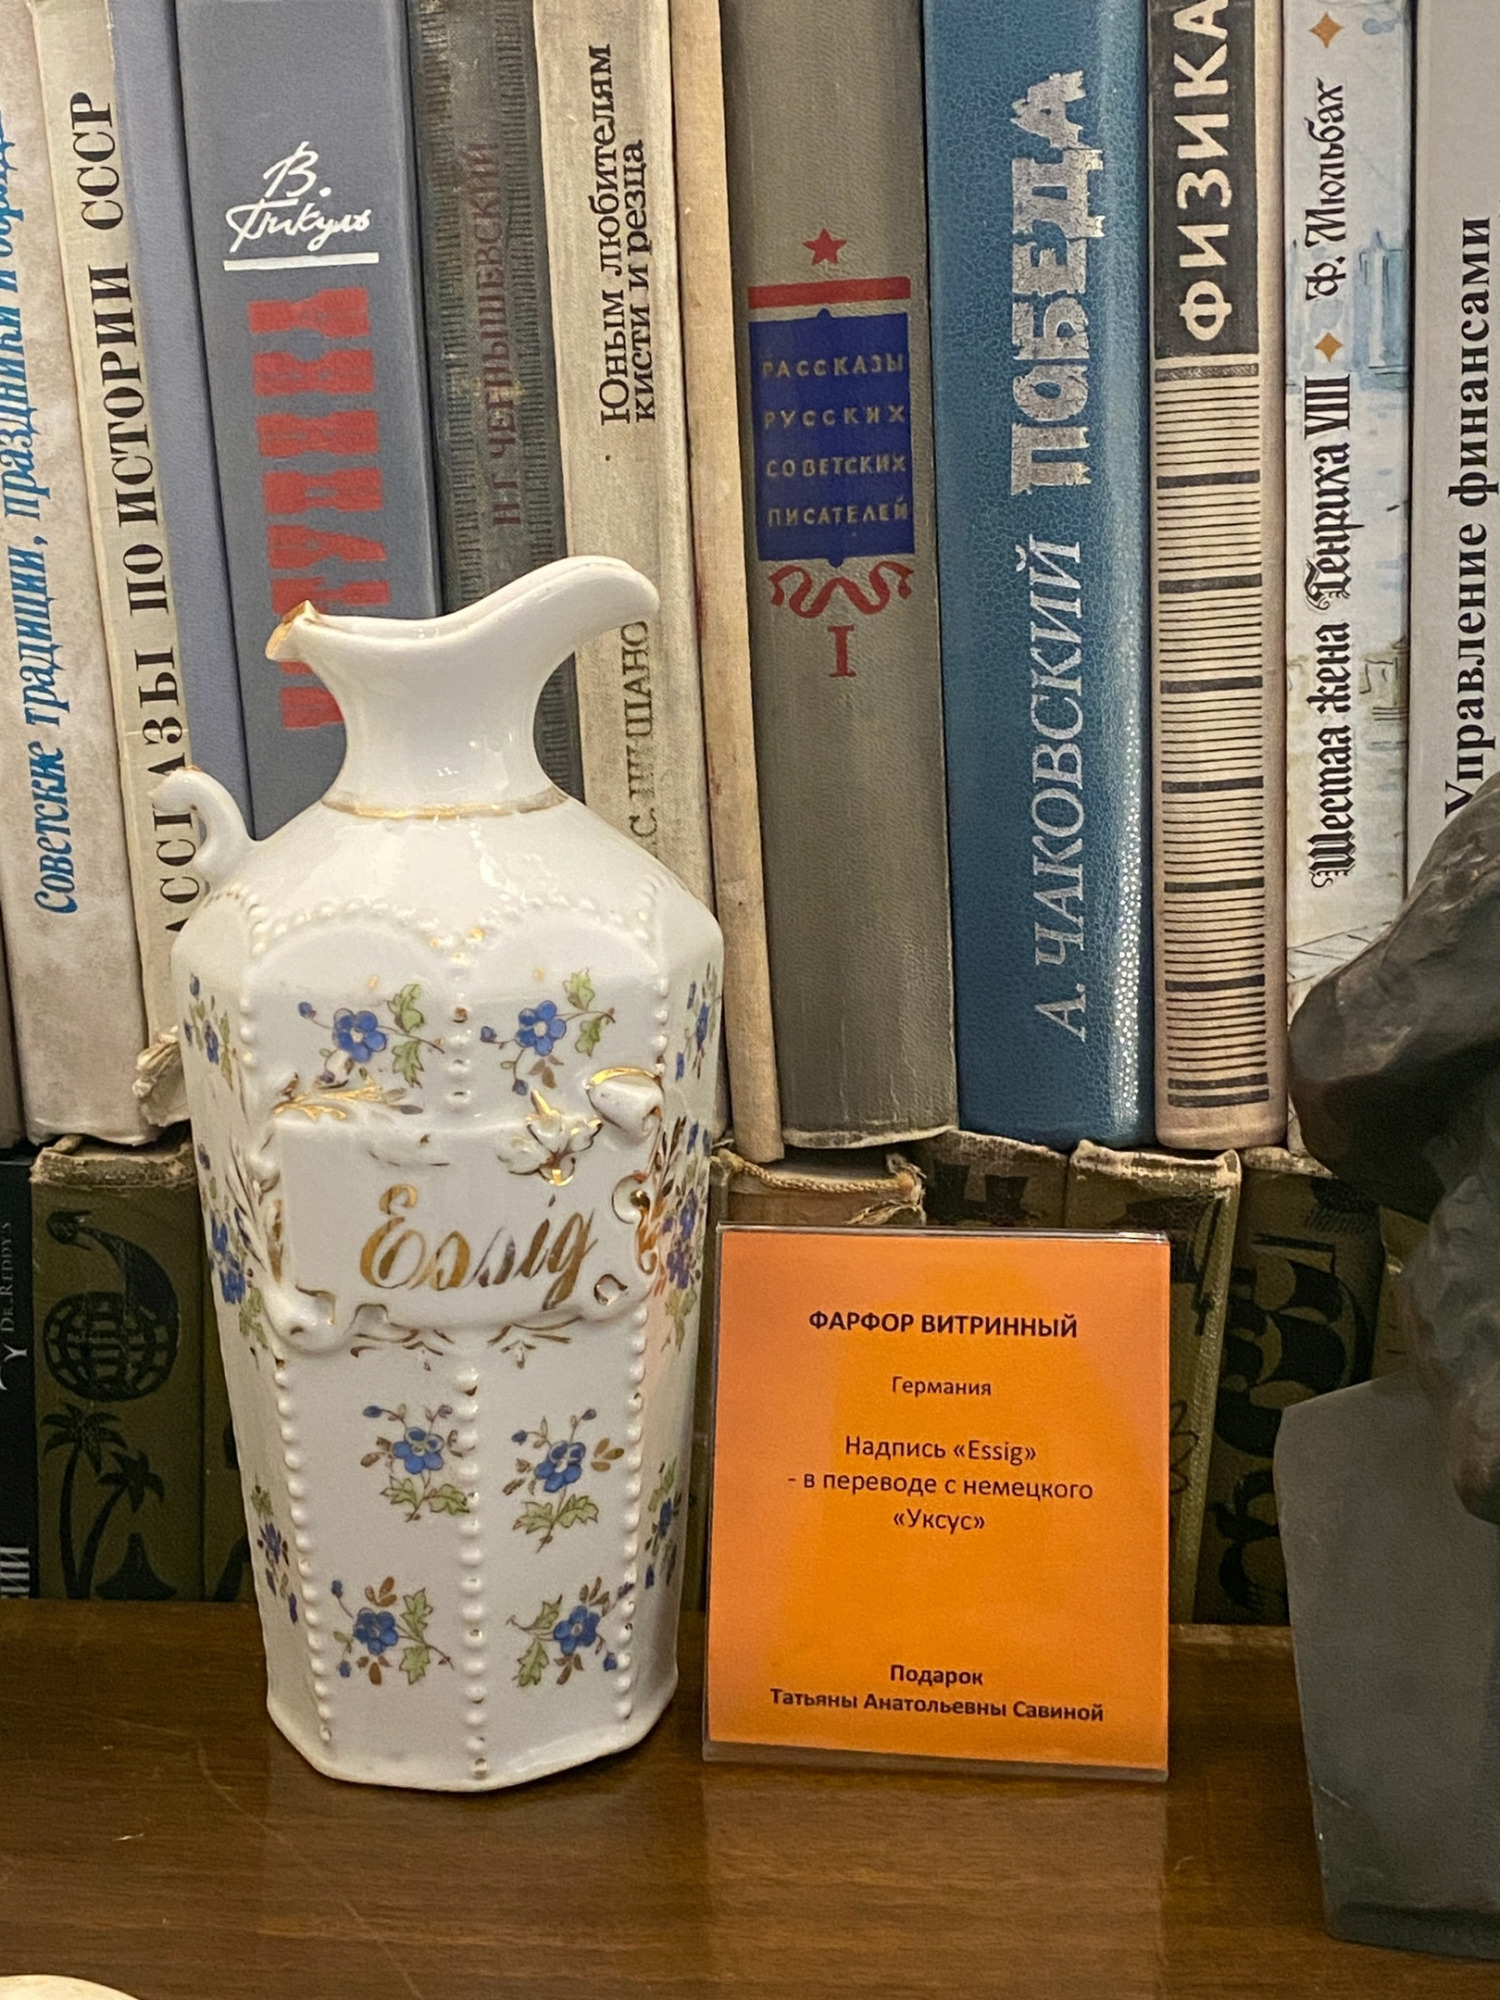 Советские традиции, праздники и
РАССКАЗЫ ПО ИСТОРИИ СССР
В.
Пикуль
Н.Г. ЧЕРНЫШЕВСКИЙ
Юным любителям
кисти и резца
РАССКАЗЫ
РУССКИХ
СОВЕТСКИХ
ПИСАТЕЛЕЙ
I
А. ЧАКОВСКИЙ ПОБЕДА
ФИЗИКА
Шестая жена Генриха VIII Ф. Мюльбах
Управление финансами
DR.REDDY'S
Essig
ФАРФОР ВИТРИННЫЙ
Германия
Надпись «Essig»
- в переводе с немецкого
«Уксус»
Подарок
Татьяны Анатольевны Савиной